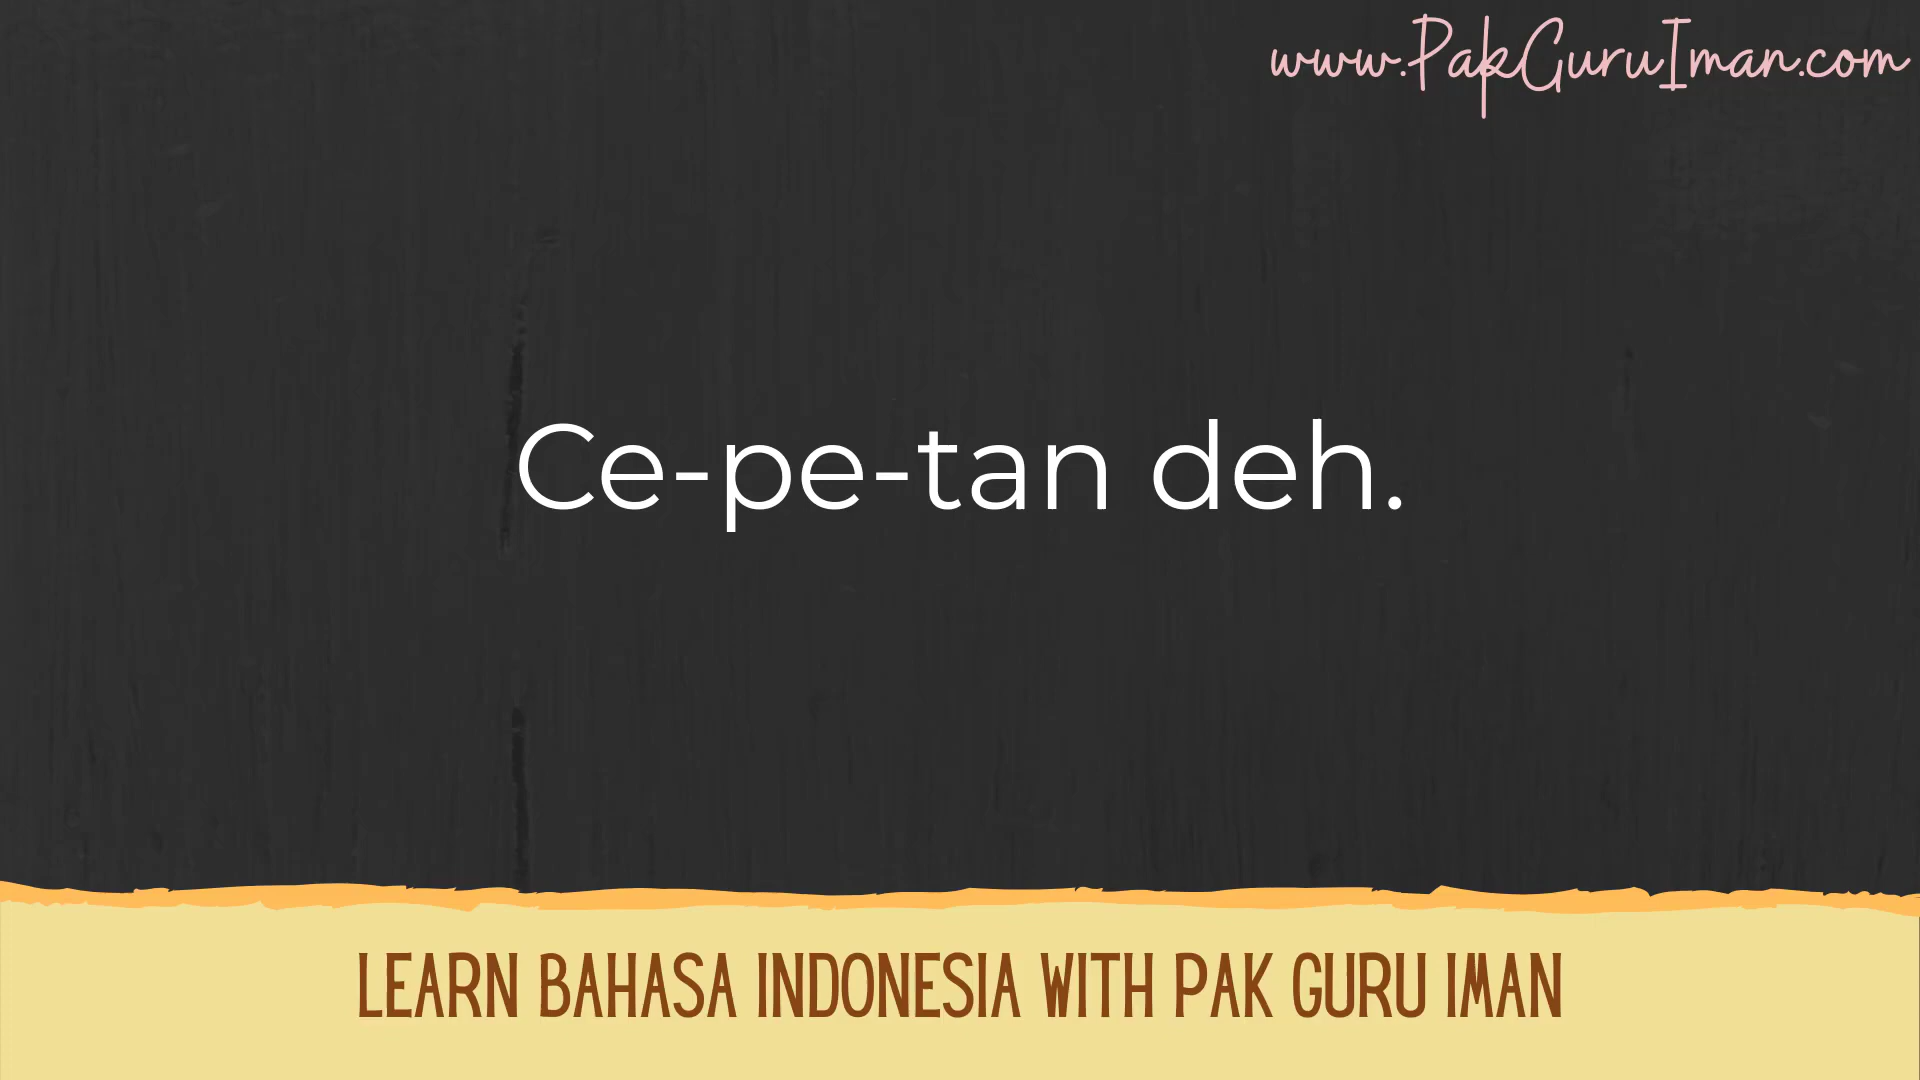 www.PakGuruIman.com
Ce-pe-tan deh.
LEARN BAHASA INDONESIA WITH PAK GURU IMAN